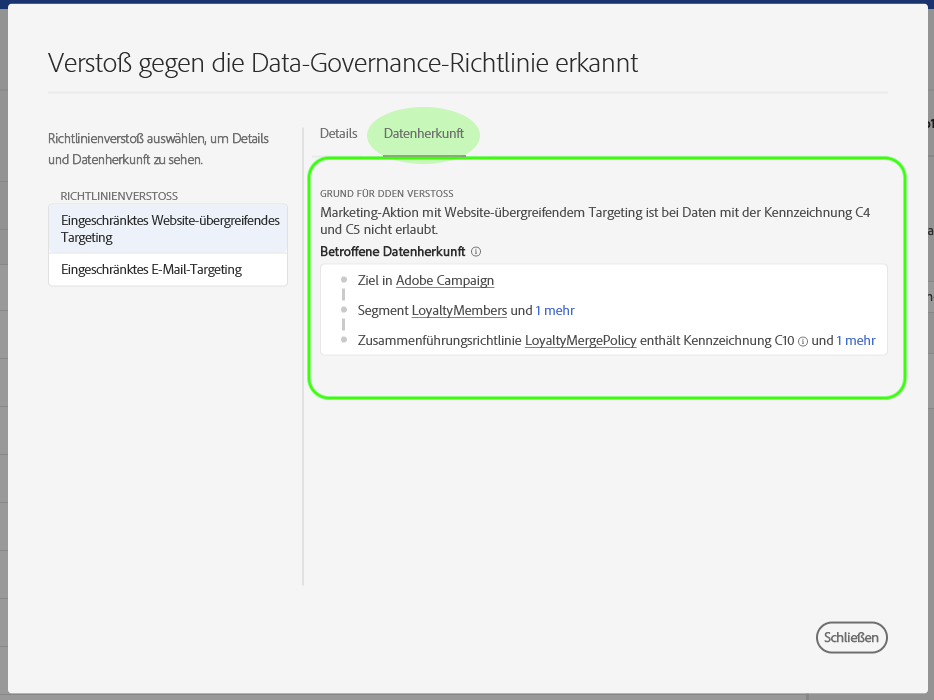 Verstoß gegen die Data-Governance-Richtlinie erkannt
Richtlinienverstoß auswählen, um Details
und Datenherkunft zu sehen.
RICHTLINIENVERSTOSS
Eingeschränktes Website-übergreifendes
Targeting
Eingeschränktes E-Mail-Targeting
Details
Datenherkunft
GRUND FÜR DDEN VERSTOSS
Marketing-Aktion mit Website-übergreifendem Targeting ist bei Daten mit der Kennzeichnung C4
und C5 nicht erlaubt.
Betroffene Datenherkunft
Ziel in Adobe Campaign
Segment LoyaltyMembers und 1 mehr
Zusammenführungsrichtlinie LoyaltyMergePolicy enthält Kennzeichnung C10 und 1 mehr
Schließen